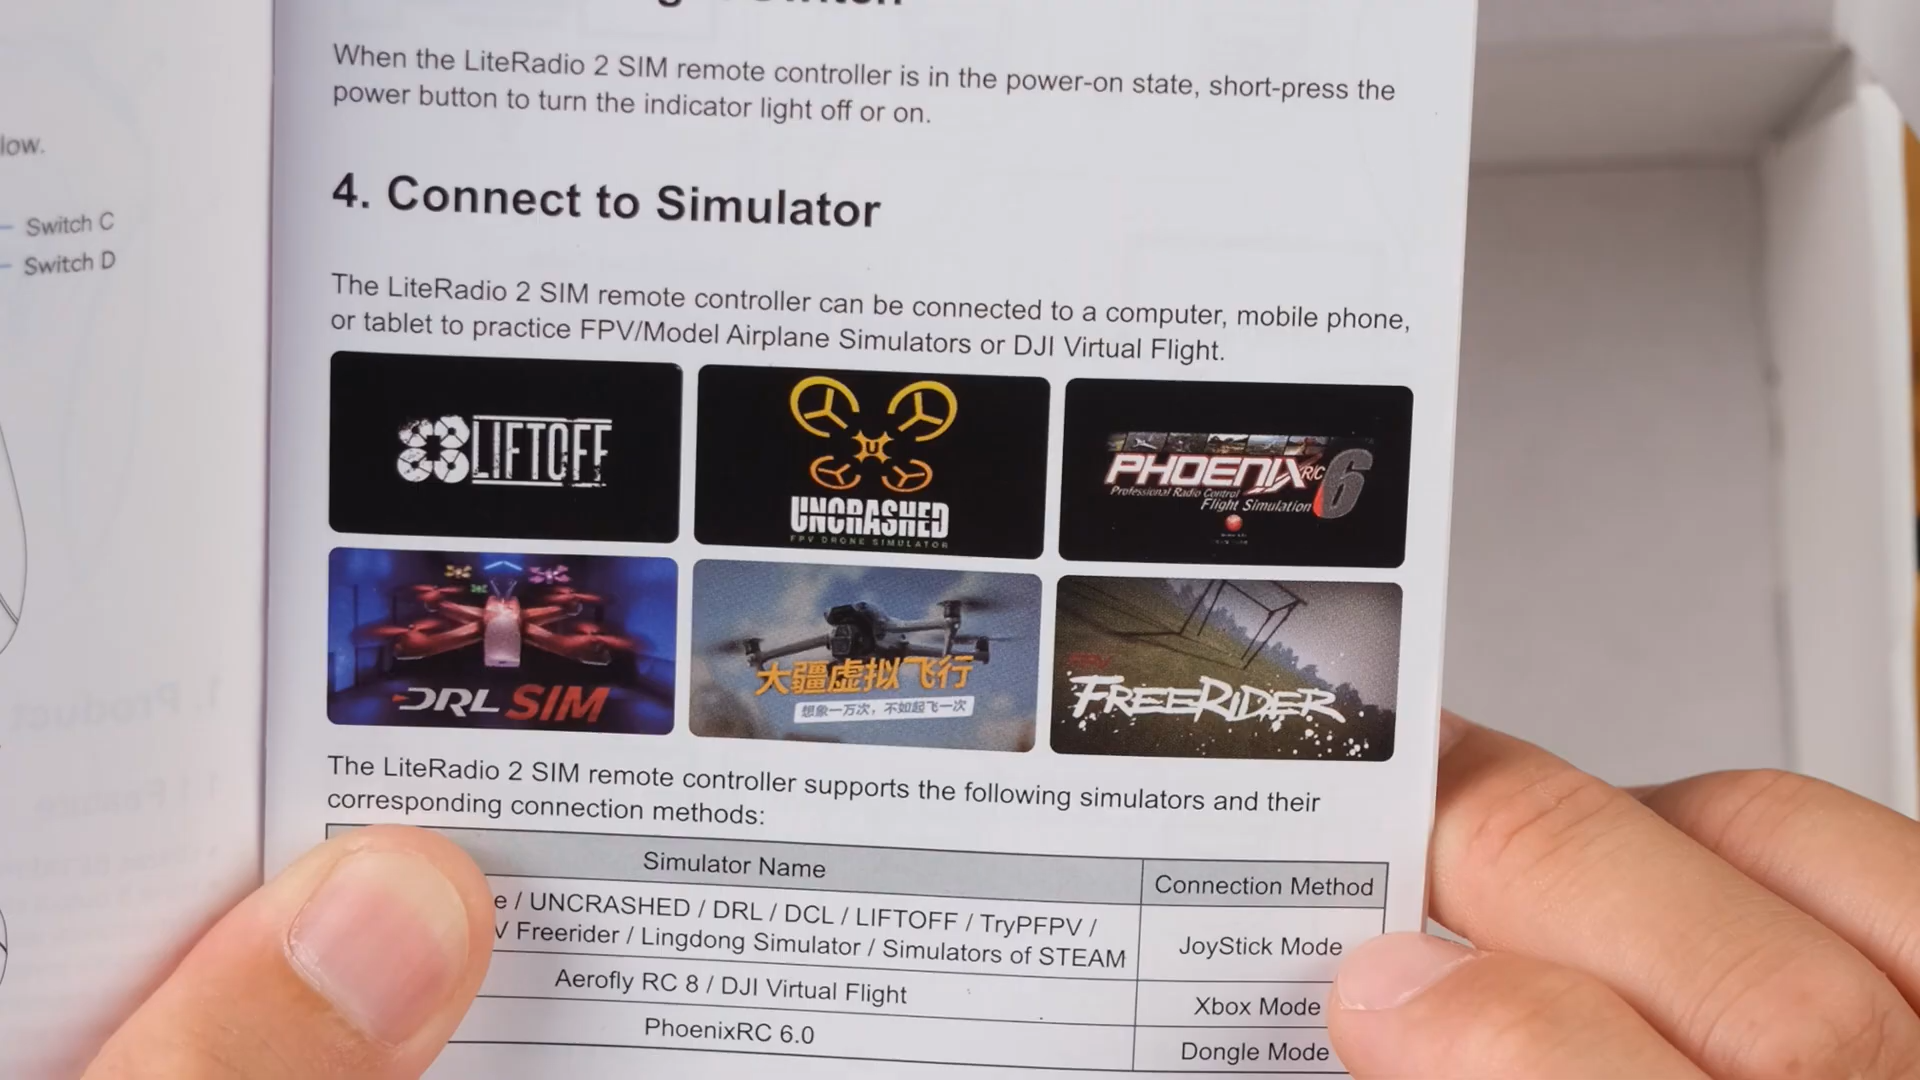 low.
Switch C
Switch D
Switch
When the LiteRadio 2 SIM remote controller is in the power-on state, short-press the
power button to turn the indicator light off or on.
4. Connect to Simulator
The LiteRadio 2 SIM remote controller can be connected to a computer, mobile phone,
or tablet to practice FPV/Model Airplane Simulators or DJI Virtual Flight.
LIFTOFF
U
UNCRASHED
FPV DRONE SIMULATOR
PHOENIX R/C 6
Professional Radio Control
Flight Simulation
DRL SIM
大疆虚拟飞行
想象一万次，不如起飞一次
FREERIDER
The LiteRadio 2 SIM remote controller supports the following simulators and their
corresponding connection methods:
Simulator Name
Connection Method
e / UNCRASHED / DRL / DCL / LIFTOFF / TryPFPV /
V Freerider / Lingdong Simulator / Simulators of STEAM
JoyStick Mode
Aerofly RC 8 / DJI Virtual Flight
Xbox Mode
PhoenixRC 6.0
Dongle Mode